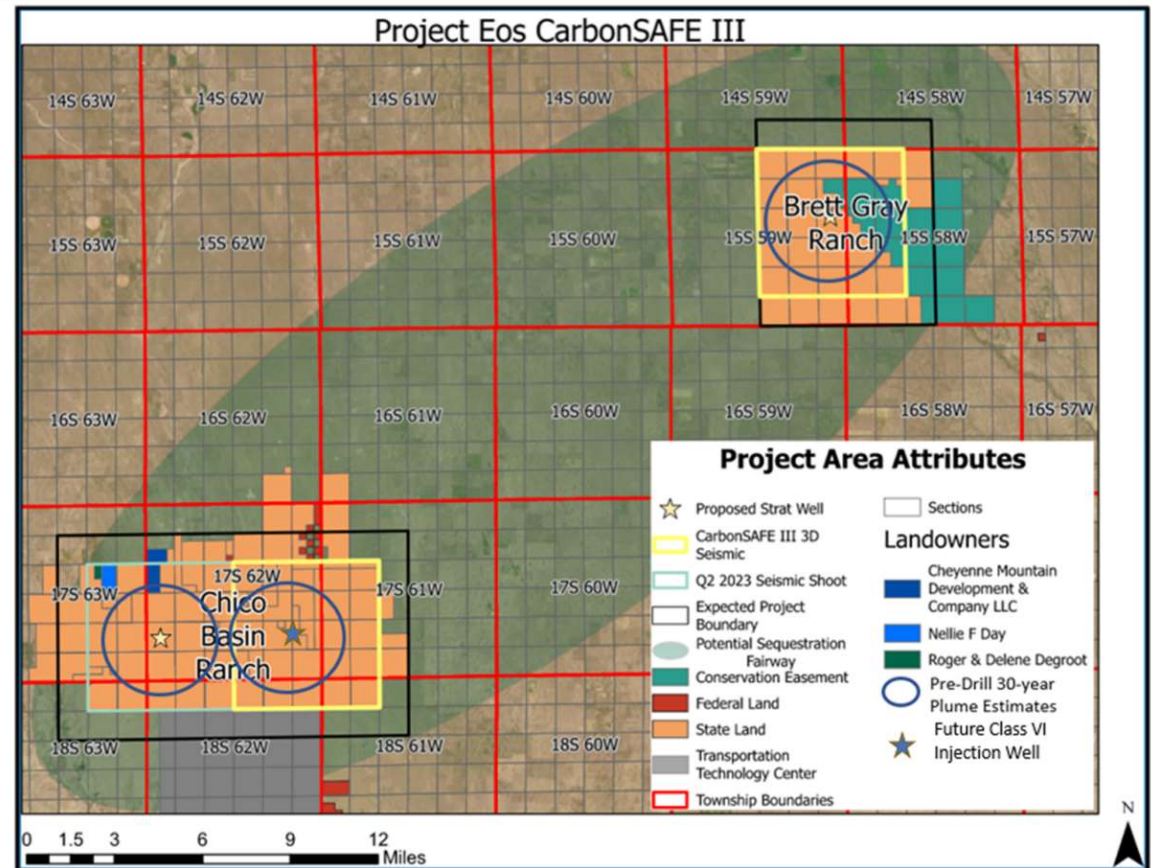 Project Eos CarbonSAFE III
14S 63W
14S 62W
14S 61W
14S 60W
14S 59W
14S 58W
14S 57W
Brett Gray
Ranch
15S 63W
15S 62W
15S 61W
15S 60W
15S 59W
15S 58W
15S 57W
16S 63W
16S 62W
16S 61W
16S 60W
16S 59W
16S 58W
16S 57W
17S 63W
17S 62W
17S 61W
17S 60W
Chico
Basin
Ranch
18S 63W
18S 62W
18S 61W
18S 60W
Project Area Attributes
Proposed Strat Well
CarbonSAFE III 3D
Seismic
Q2 2023 Seismic Shoot
Expected Project
Boundary
Potential Sequestration
Fairway
Conservation Easement
Federal Land
State Land
Transportation
Technology Center
Township Boundaries
Sections
Landowners
Cheyenne Mountain
Development &
Company LLC
Nellie F Day
Roger & Delene Degroot
Pre-Drill 30-year
Plume Estimates
Future Class VI
Injection Well
0 1.5 3 6 9 12
Miles
N